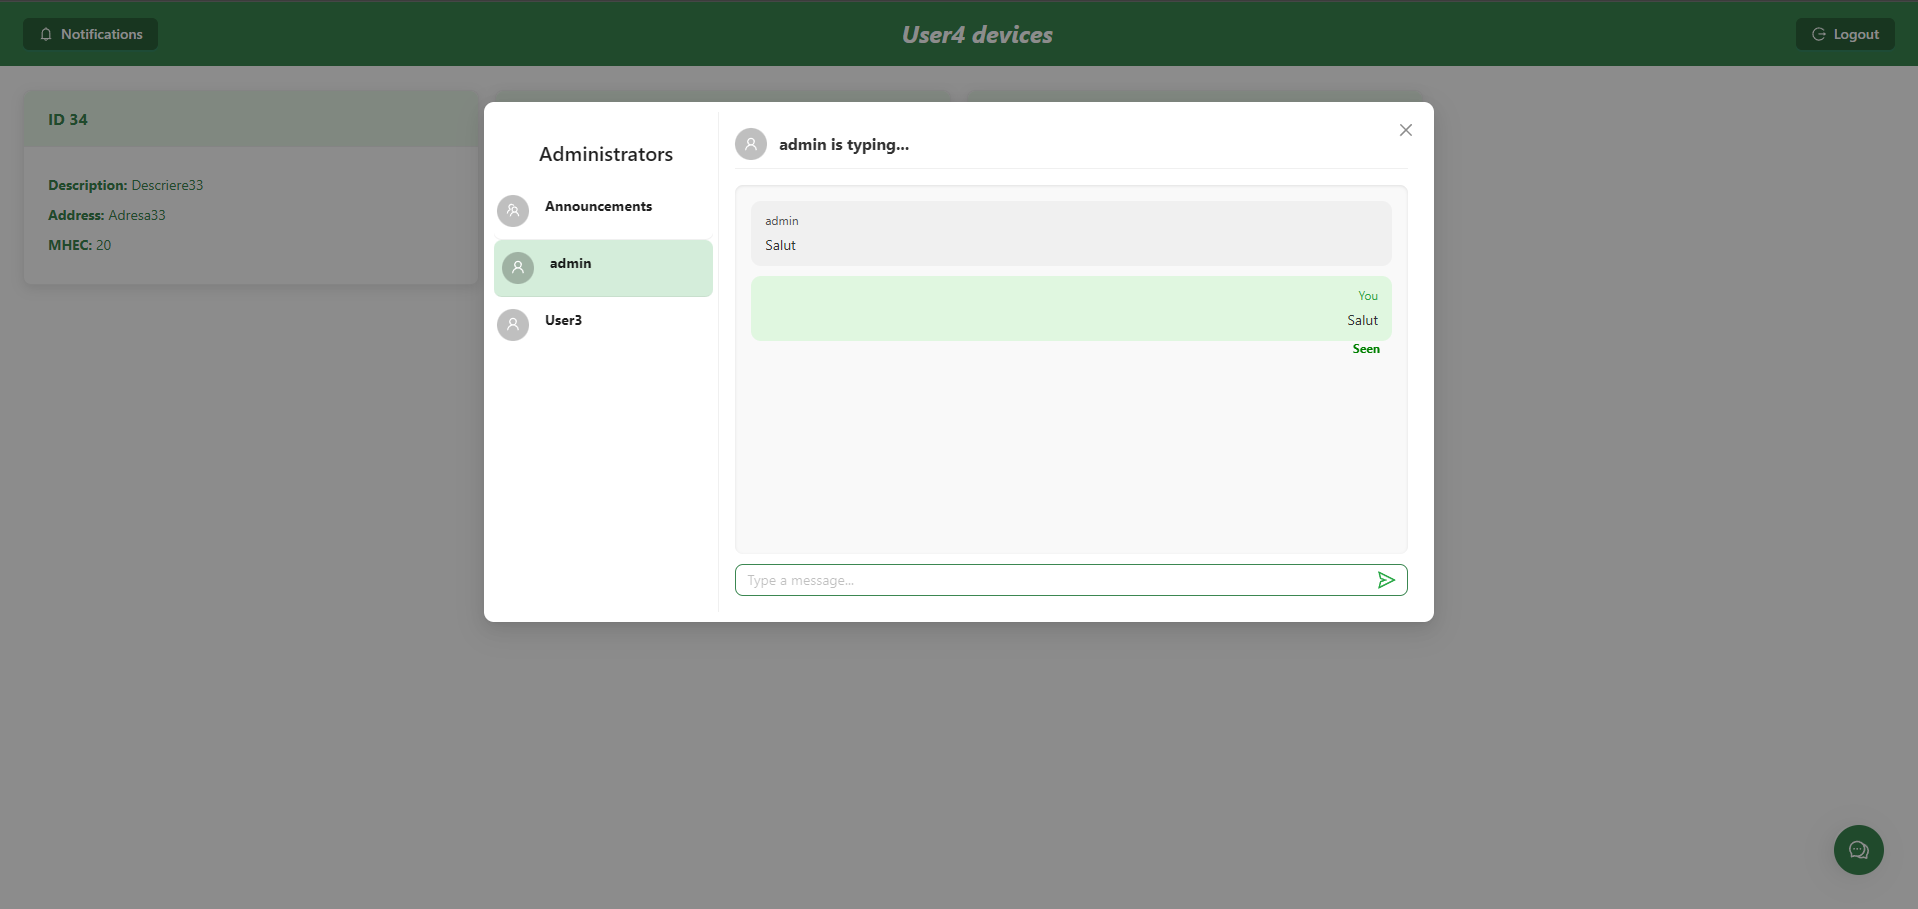 Notifications
User4 devices
Logout
ID 34
Description: Descriere33
Address: Adresa33
MHEC: 20
Administrators
Announcements
admin
User3
admin is typing...
admin
Salut
You
Salut
Seen
Type a message...